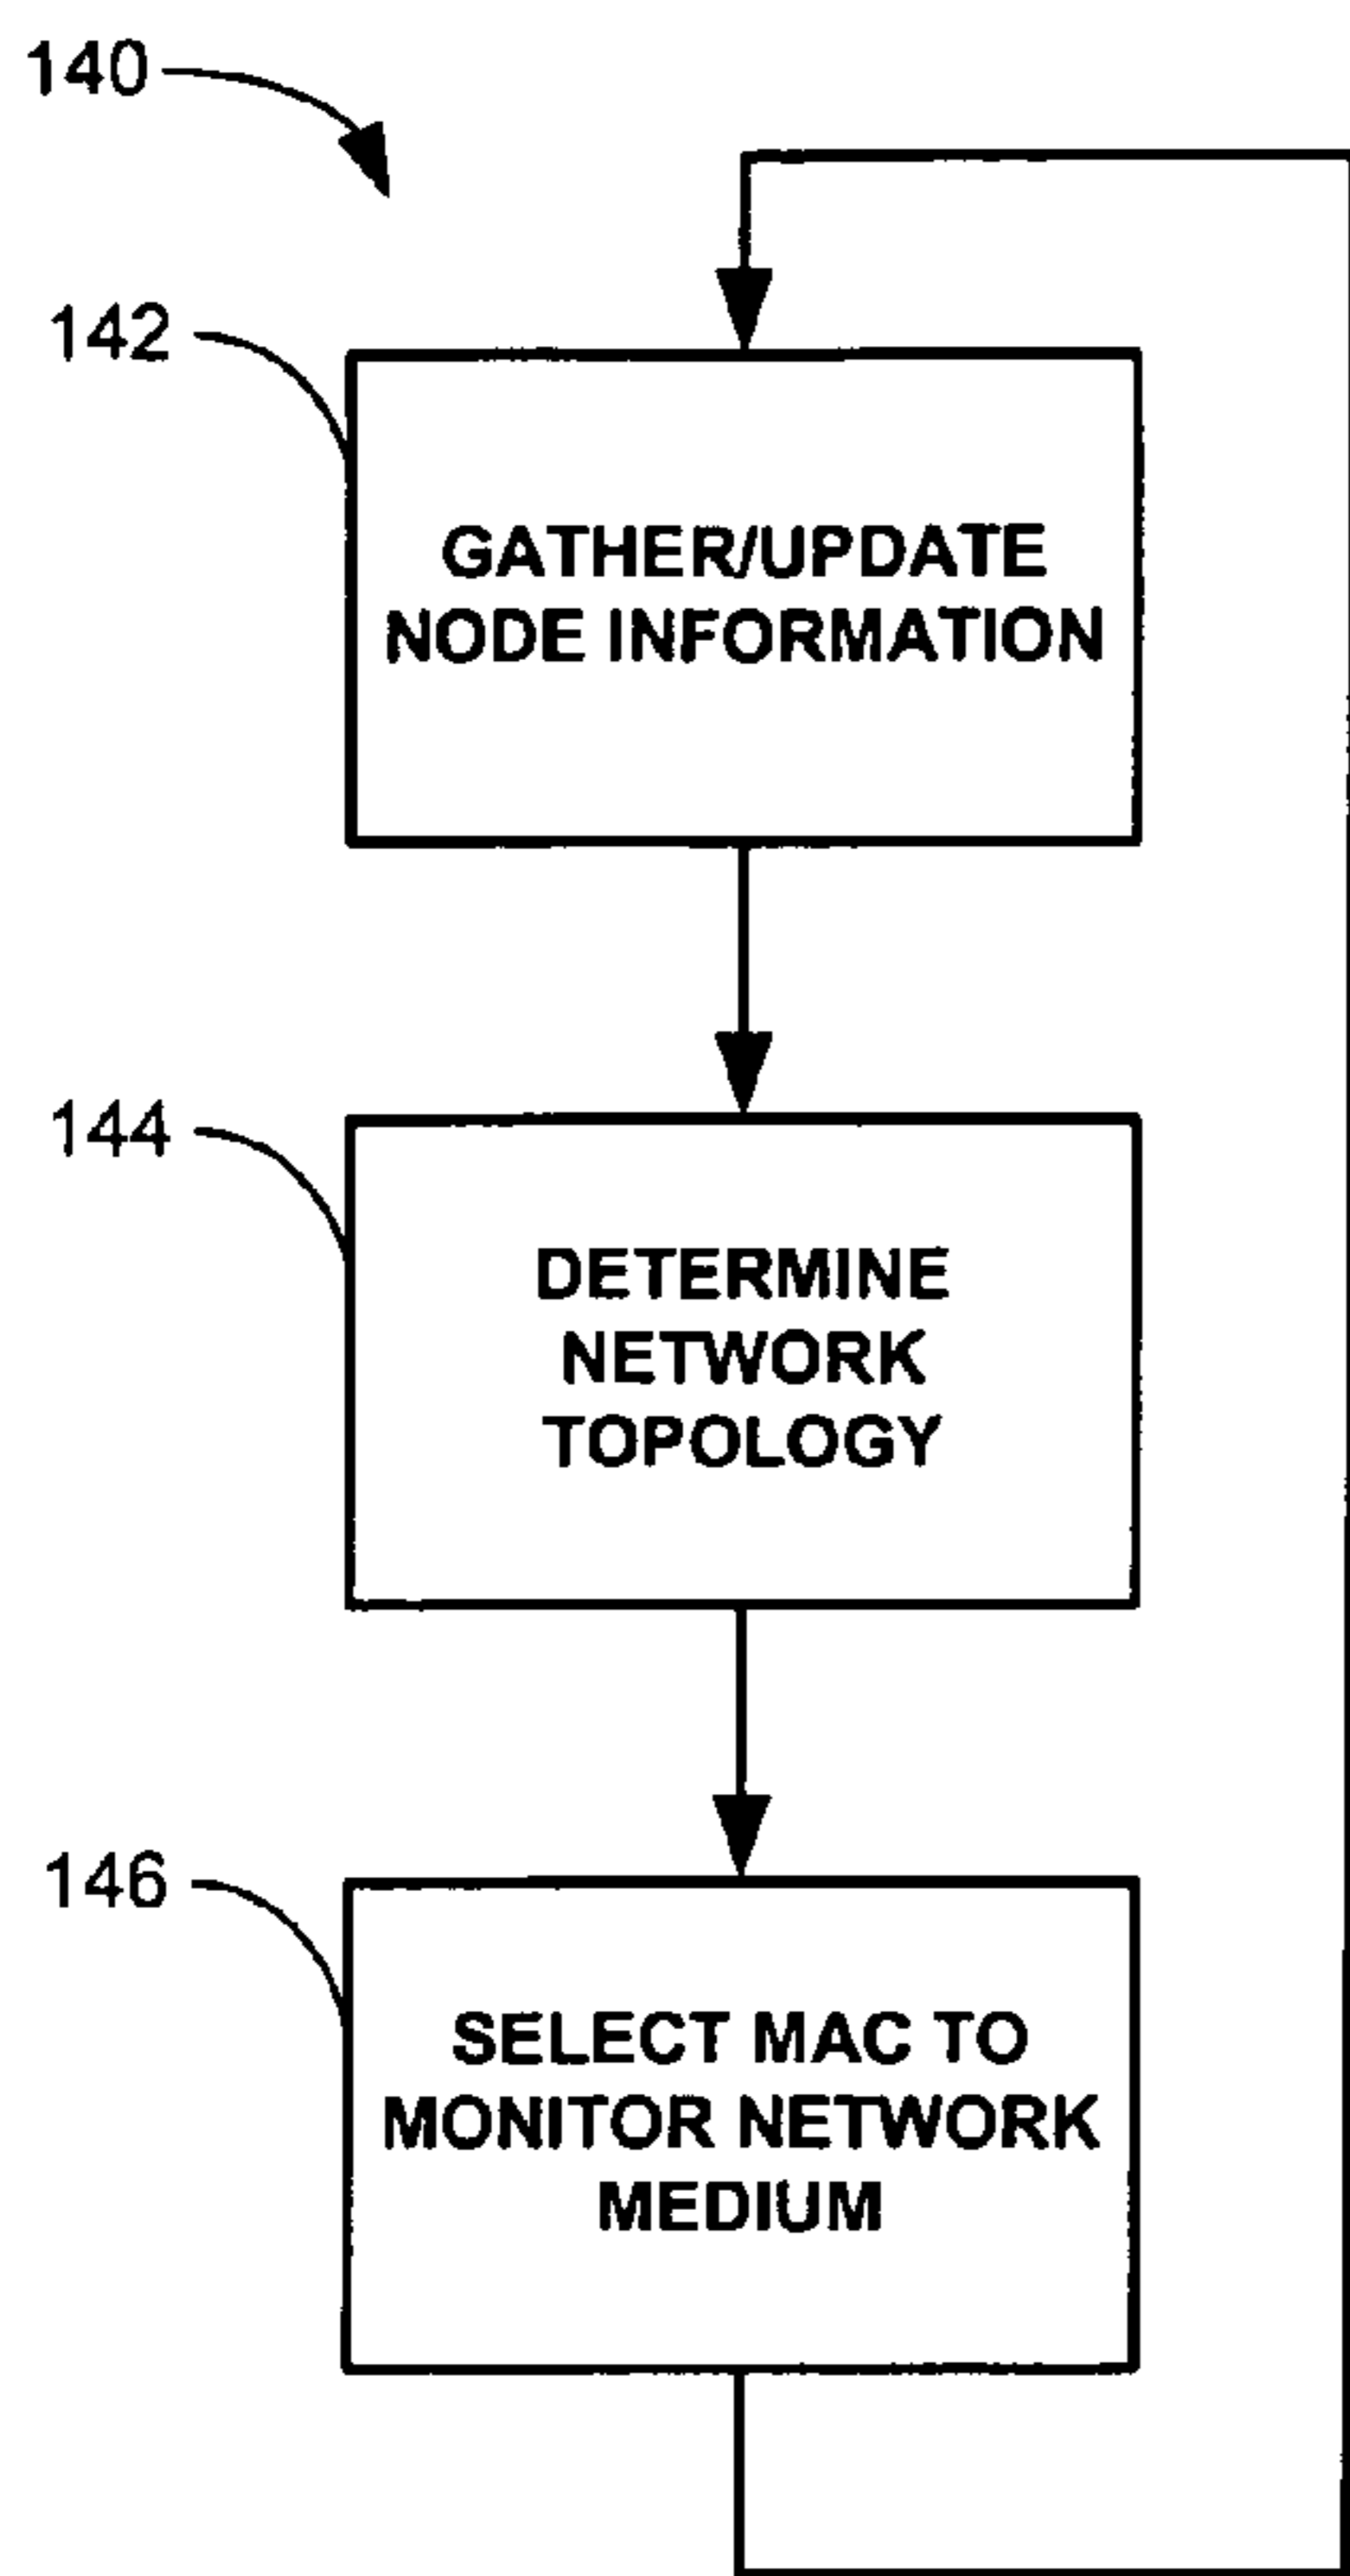 140
142
GATHER/UPDATE
NODE INFORMATION
144
DETERMINE
NETWORK
TOPOLOGY
146
SELECT MAC TO
MONITOR NETWORK
MEDIUM